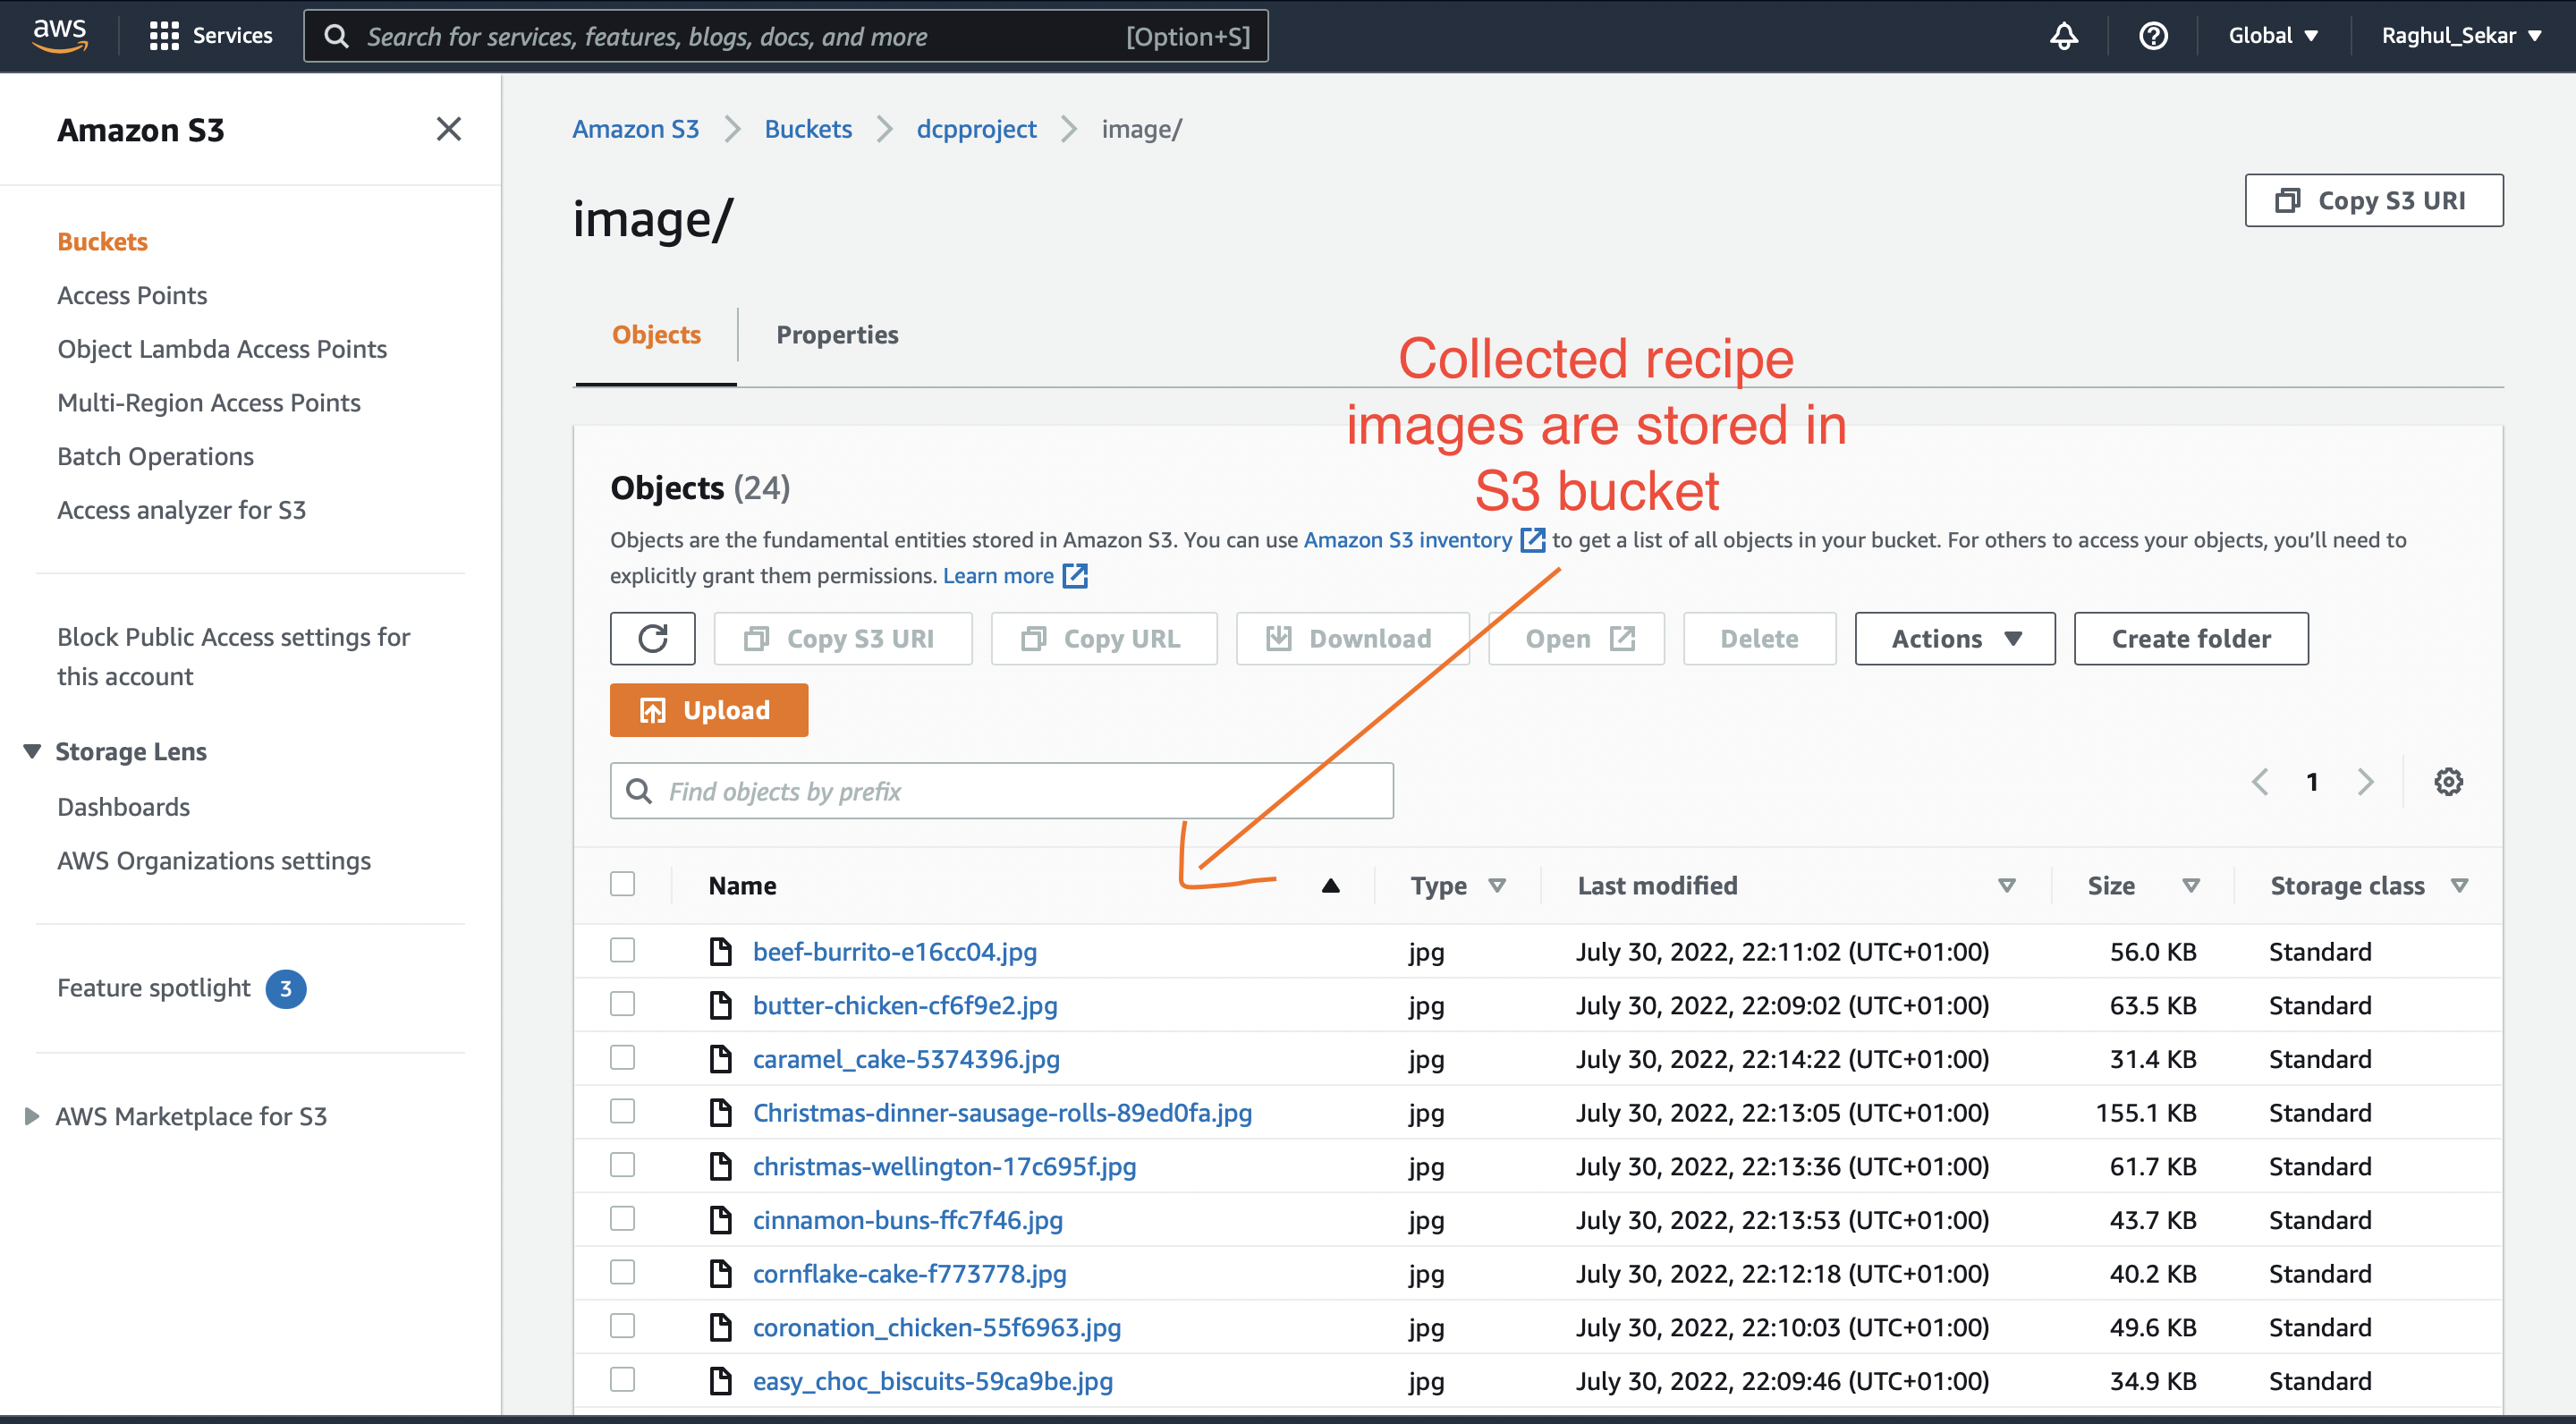 aws Services Search for services, features, blogs, docs, and more [Option+S] Global Raghul_Sekar
Amazon S3
Buckets
Access Points
Object Lambda Access Points
Multi-Region Access Points
Batch Operations
Access analyzer for S3
Block Public Access settings for
this account
Storage Lens
Dashboards
AWS Organizations settings
Feature spotlight 3
AWS Marketplace for S3
Amazon S3 Buckets dcpproject image/
image/
Copy S3 URI
Objects Properties
Collected recipe
images are stored in
S3 bucket
Objects (24)
Objects are the fundamental entities stored in Amazon S3. You can use Amazon S3 inventory to get a list of all objects in your bucket. For others to access your objects, you’ll need to
explicitly grant them permissions. Learn more
Copy S3 URI Copy URL Download Open Delete Actions Create folder
Upload
Find objects by prefix 1
Name Type Last modified Size Storage class
beef-burrito-e16cc04.jpg jpg July 30, 2022, 22:11:02 (UTC+01:00) 56.0 KB Standard
butter-chicken-cf6f9e2.jpg jpg July 30, 2022, 22:09:02 (UTC+01:00) 63.5 KB Standard
caramel_cake-5374396.jpg jpg July 30, 2022, 22:14:22 (UTC+01:00) 31.4 KB Standard
Christmas-dinner-sausage-rolls-89ed0fa.jpg jpg July 30, 2022, 22:13:05 (UTC+01:00) 155.1 KB Standard
christmas-wellington-17c695f.jpg jpg July 30, 2022, 22:13:36 (UTC+01:00) 61.7 KB Standard
cinnamon-buns-ffc7f46.jpg jpg July 30, 2022, 22:13:53 (UTC+01:00) 43.7 KB Standard
cornflake-cake-f773778.jpg jpg July 30, 2022, 22:12:18 (UTC+01:00) 40.2 KB Standard
coronation_chicken-55f6963.jpg jpg July 30, 2022, 22:10:03 (UTC+01:00) 49.6 KB Standard
easy_choc_biscuits-59ca9be.jpg jpg July 30, 2022, 22:09:46 (UTC+01:00) 34.9 KB Standard